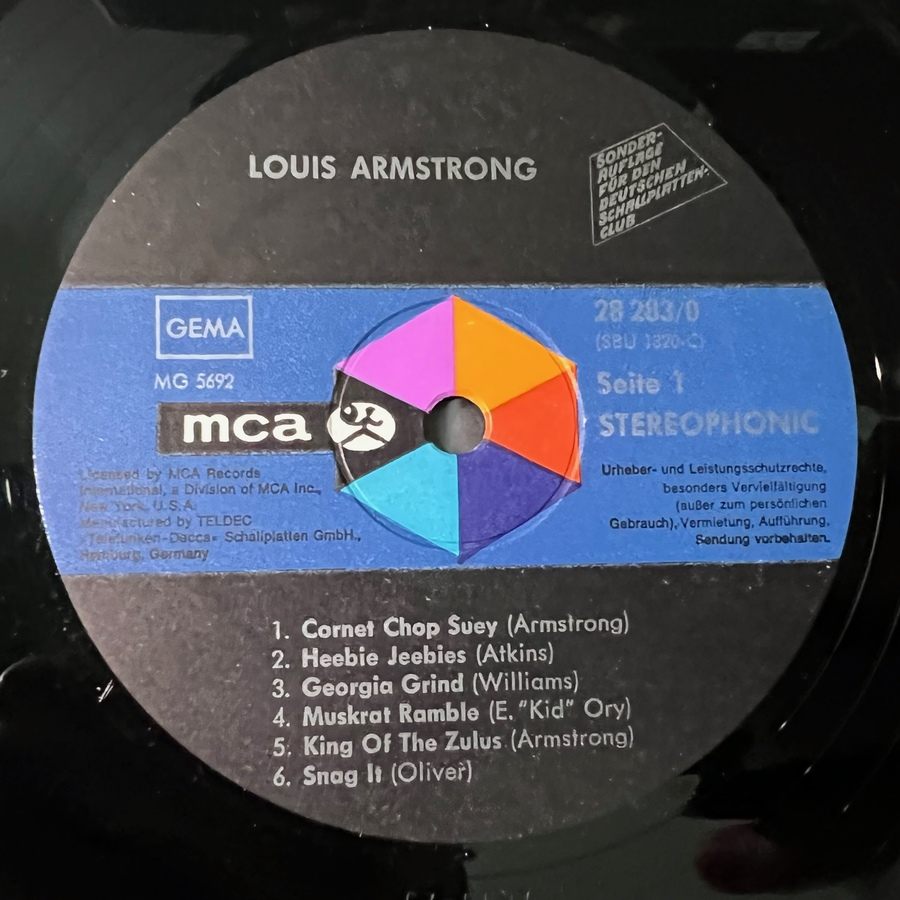 LOUIS ARMSTRONG
SONDER-
AUFLAGE
FÜR DEN
DEUTSCHEN
SCHALLPLATTEN-
CLUB
GEMA
MG 5692
mca
Licensed by MCA Records
International, a Division of MCA Inc.,
New York, U.S.A.
Manufactured by TELDEC
»Telefunken-Decca« Schallplatten GmbH.,
Hamburg, Germany
28 283/0
(SBU 1320-C)
Seite 1
STEREOPHONIC
Urheber- und Leistungsschutzrechte,
besonders Vervielfältigung
(außer zum persönlichen
Gebrauch), Vermietung, Aufführung,
Sendung vorbehalten.
1. Cornet Chop Suey (Armstrong)
2. Heebie Jeebies (Atkins)
3. Georgia Grind (Williams)
4. Muskrat Ramble (E. "Kid" Ory)
5. King Of The Zulus (Armstrong)
6. Snag It (Oliver)